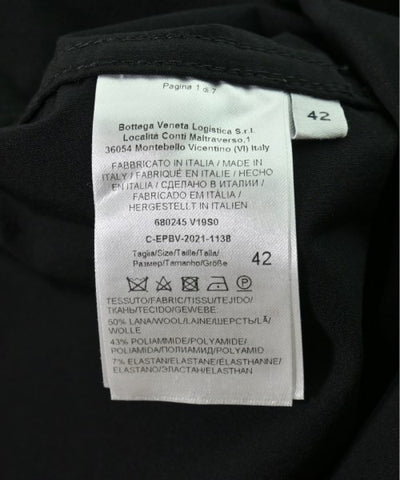 Pagina 1 di 7
Bottega Veneta Logistica S.r.l.
Località Conti Maltraverso,1
36054 Montebello Vicentino (VI) Italy
FABBRICATO IN ITALIA / MADE IN
ITALY / FABRIQUÉ EN ITALIE / HECHO
EN ITALIA / СДЕЛАНО В ИТАЛИИ /
FABRICADO EM ITÁLIA /
HERGESTELLT IN ITALIEN
680245 V19S0
C-EPBV-2021-1138
Taglia/Size/Taille/Talla/
Размер/Tamanho/Größe 42
TESSUTO/FABRIC/TISSU/TEJIDO/
ТКАНЬ/TECIDO/GEWEBE:
50% LANA/WOOL/LAINE/ШЕРСТЬ/LÃ/
WOLLE
43% POLIAMMIDE/POLYAMIDE/
POLIAMIDA/ПОЛИАМИД/POLYAMID
7% ELASTAN/ELASTANE/ÉLASTHANNE/
ELASTANO/ЭЛАСТАН/ELASTHAN
42